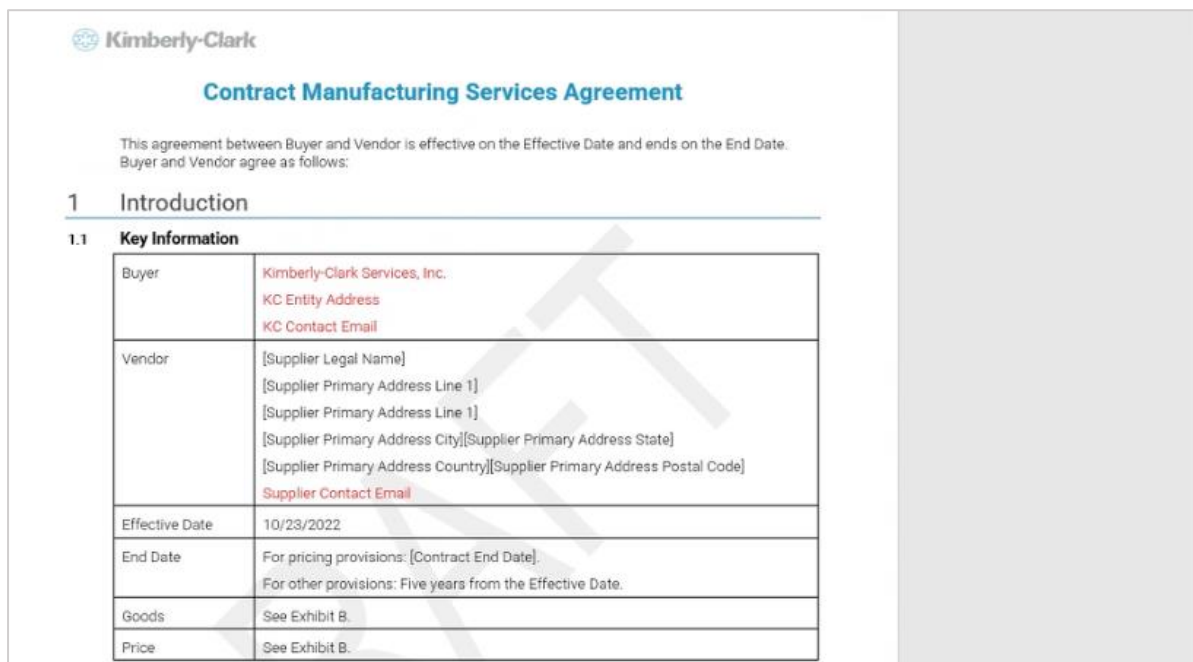 Kimberly-Clark
Contract Manufacturing Services Agreement
This agreement between Buyer and Vendor is effective on the Effective Date and ends on the End Date.
Buyer and Vendor agree as follows:
1 Introduction
1.1 Key Information
Buyer Kimberly-Clark Services, Inc.
KC Entity Address
KC Contact Email
Vendor [Supplier Legal Name]
[Supplier Primary Address Line 1]
[Supplier Primary Address Line 1]
[Supplier Primary Address City][Supplier Primary Address State]
[Supplier Primary Address Country][Supplier Primary Address Postal Code]
Supplier Contact Email
Effective Date 10/23/2022
End Date For pricing provisions: [Contract End Date].
For other provisions: Five years from the Effective Date.
Goods See Exhibit B.
Price See Exhibit B.
RAFT